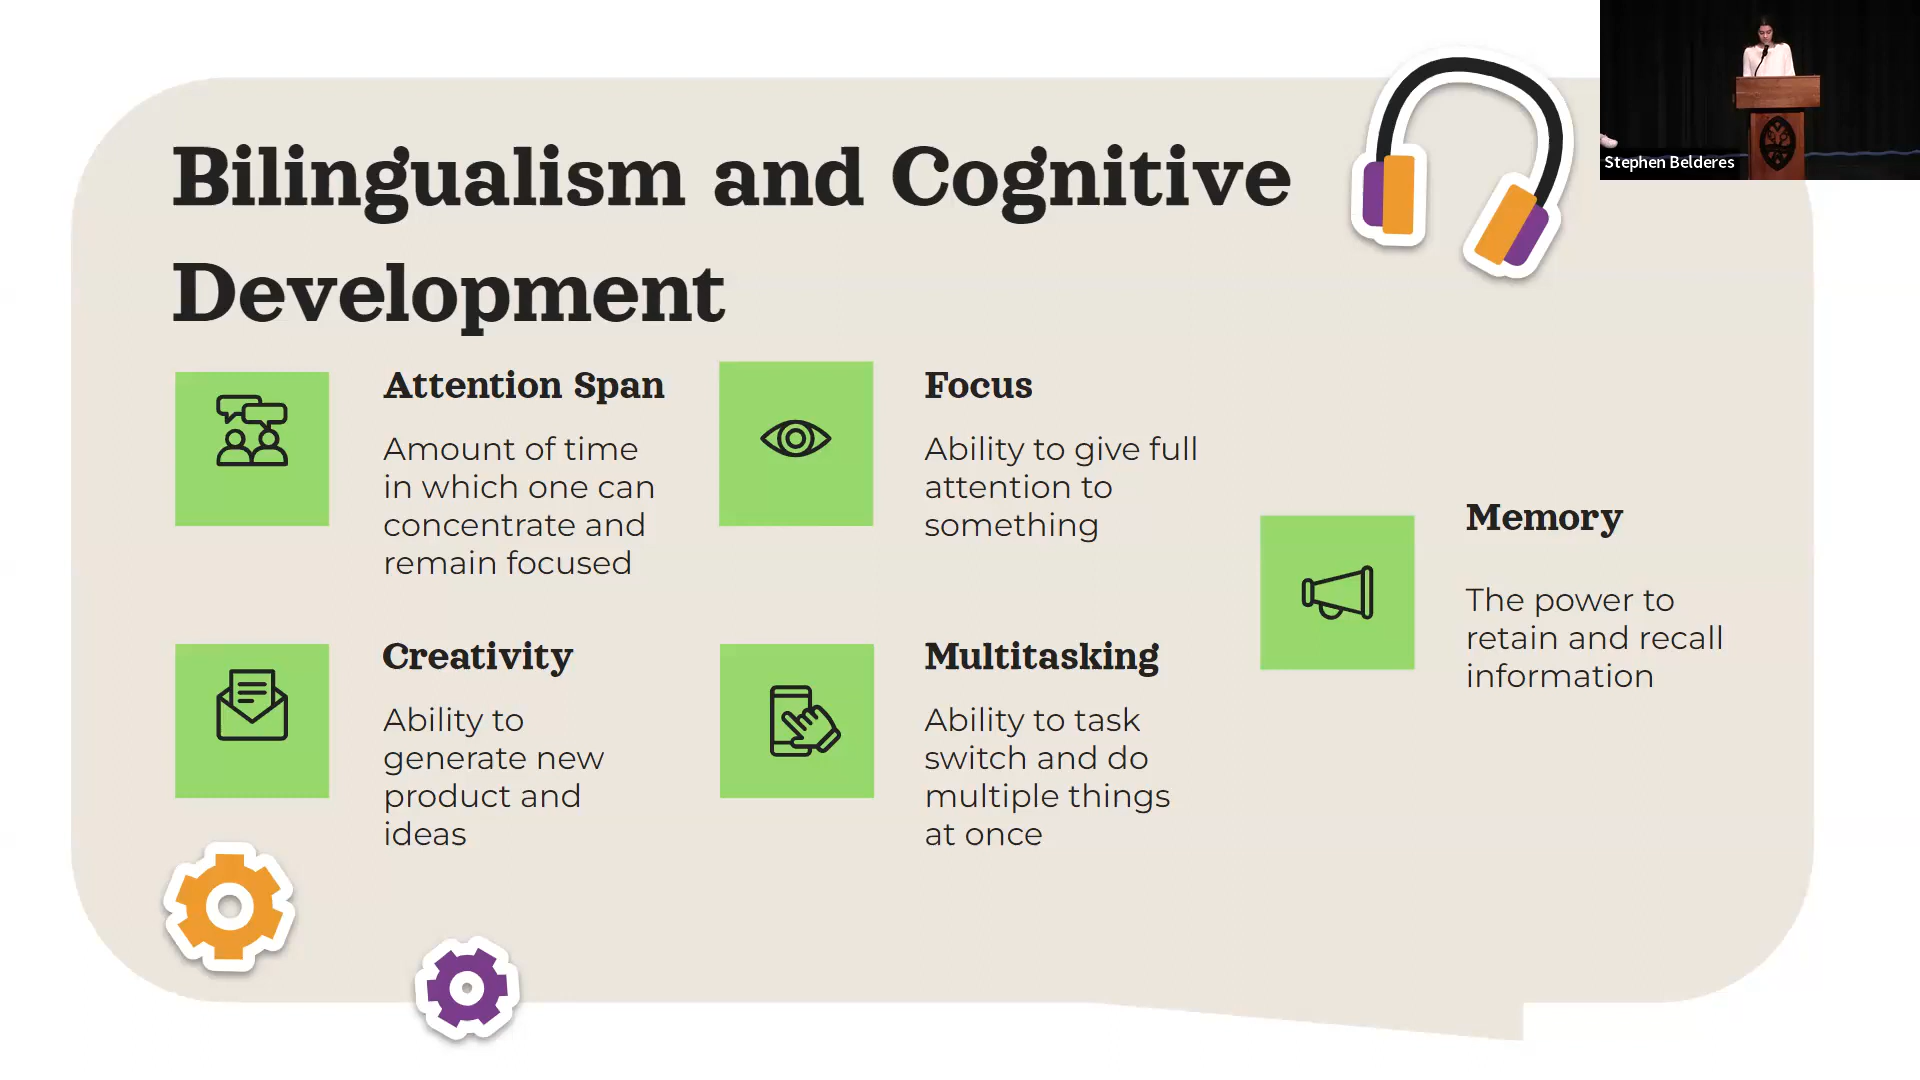 Bilingualism and Cognitive
Development
Attention Span
Amount of time
in which one can
concentrate and
remain focused
Focus
Ability to give full
attention to
something
Memory
The power to
retain and recall
information
Creativity
Ability to
generate new
product and
ideas
Multitasking
Ability to task
switch and do
multiple things
at once
Stephen Belderes